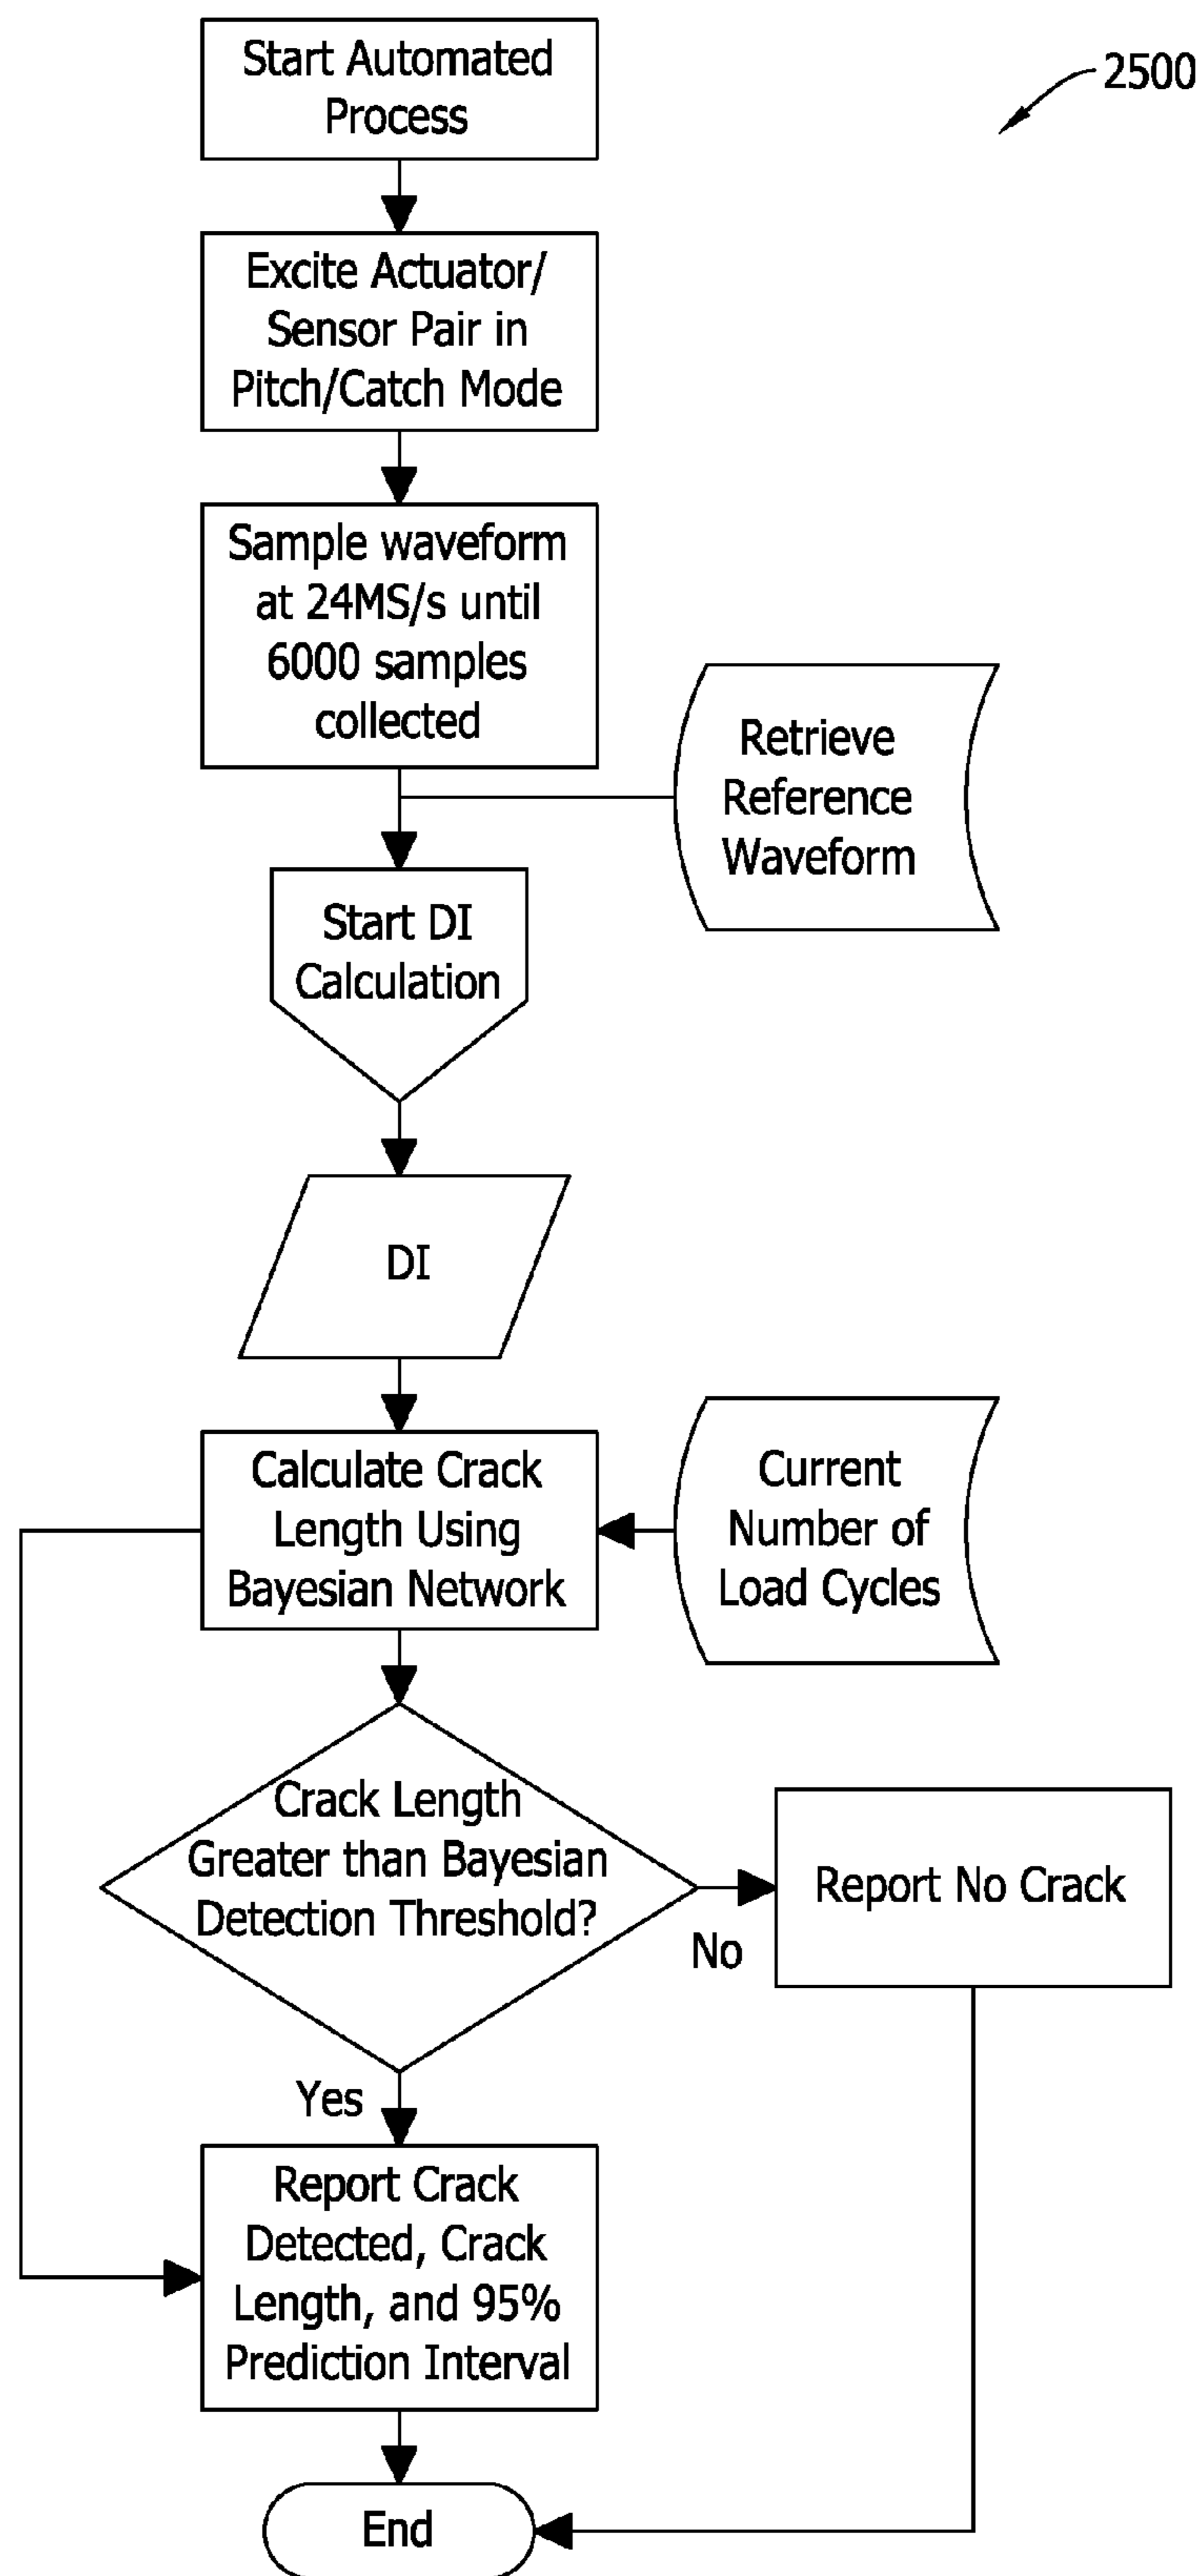 Start Automated
Process
2500
Excite Actuator/
Sensor Pair in
Pitch/Catch Mode
Sample waveform
at 24MS/s until
6000 samples
collected
Retrieve
Reference
Waveform
Start DI
Calculation
DI
Calculate Crack
Length Using
Bayesian Network
Current
Number of
Load Cycles
Crack Length
Greater than Bayesian
Detection Threshold?
No
Report No Crack
Yes
Report Crack
Detected, Crack
Length, and 95%
Prediction Interval
End